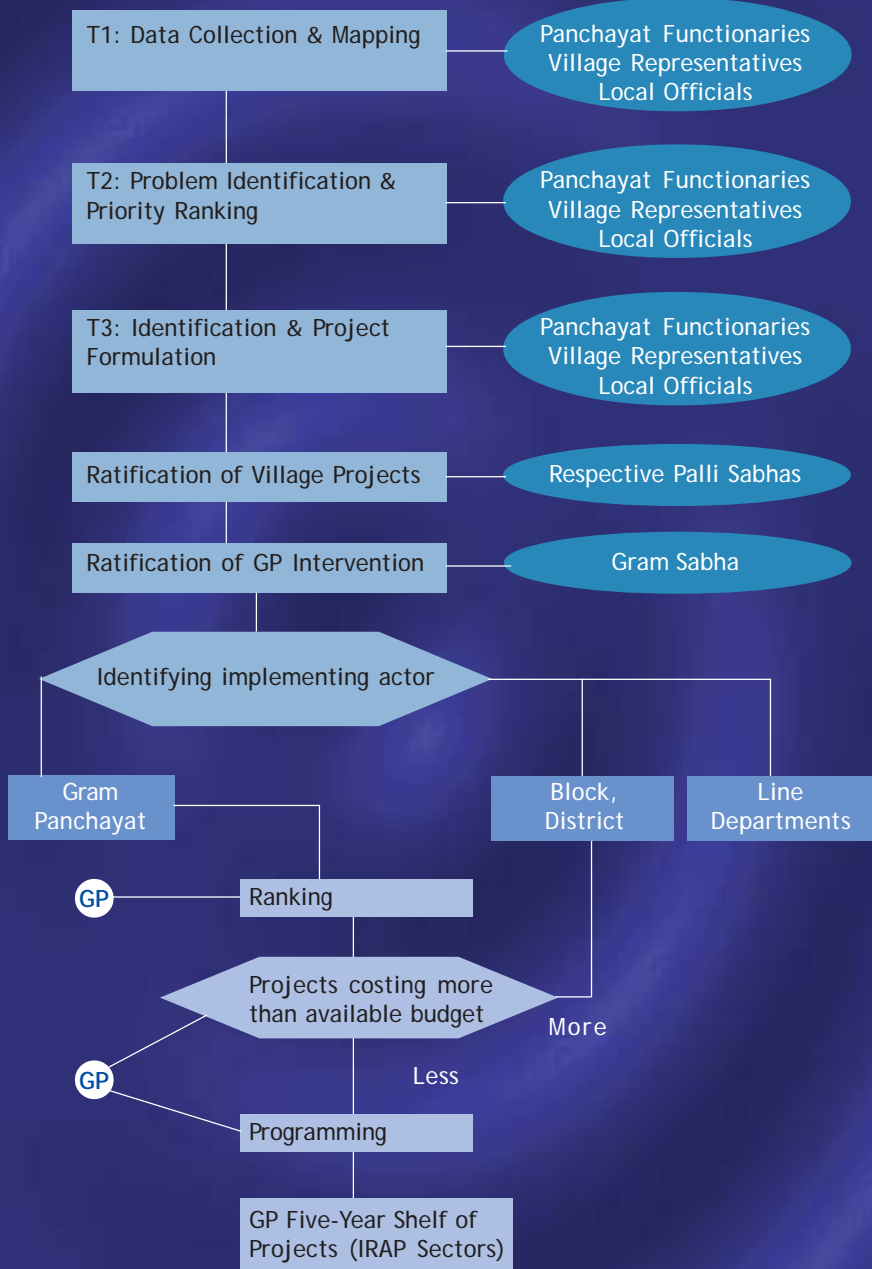 T1: Data Collection & Mapping
Panchayat Functionaries
Village Representatives
Local Officials
T2: Problem Identification &
Priority Ranking
Panchayat Functionaries
Village Representatives
Local Officials
T3: Identification & Project
Formulation
Panchayat Functionaries
Village Representatives
Local Officials
Ratification of Village Projects
Respective Palli Sabhas
Ratification of GP Intervention
Gram Sabha
Identifying implementing actor
Gram
Panchayat
Block,
District
Line
Departments
GP
Ranking
Projects costing more
than available budget
More
GP
Less
Programming
GP Five-Year Shelf of
Projects (IRAP Sectors)